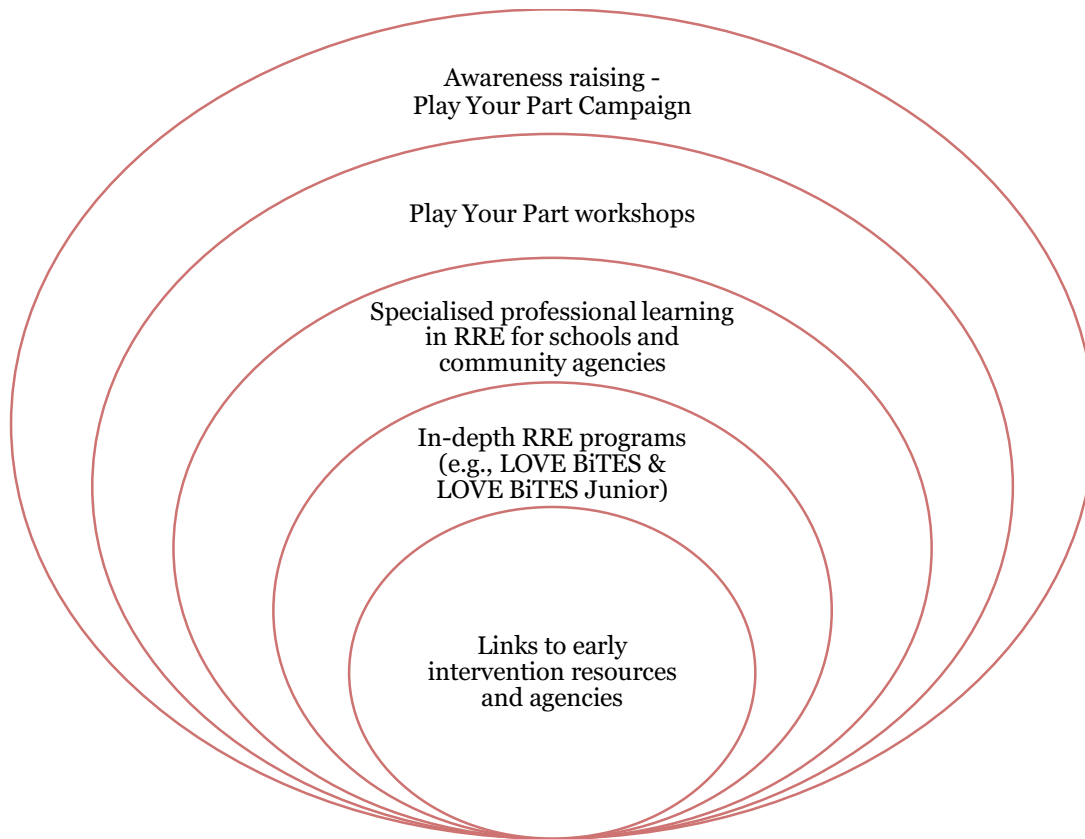 Awareness raising -
Play Your Part Campaign
Play Your Part workshops
Specialised professional learning
in RRE for schools and
community agencies
In-depth RRE programs
(e.g., LOVE BiTES &
LOVE BiTES Junior)
Links to early
intervention resources
and agencies